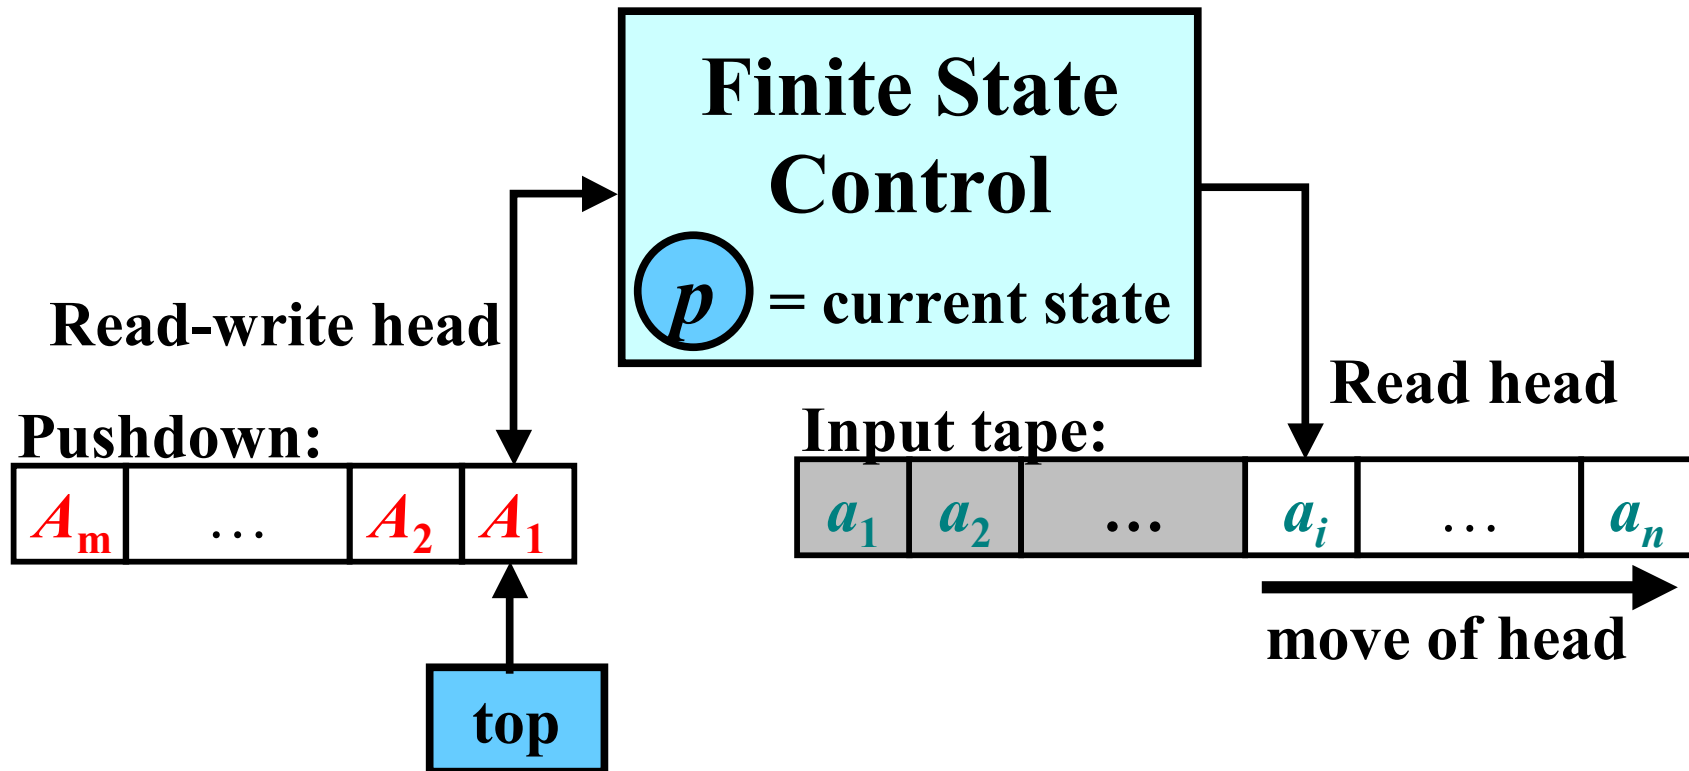 Finite State
Control
p = current state
Read-write head
Read head
Pushdown:
Input tape:
Am … A2 A1
a1 a2 … ai … an
move of head
top